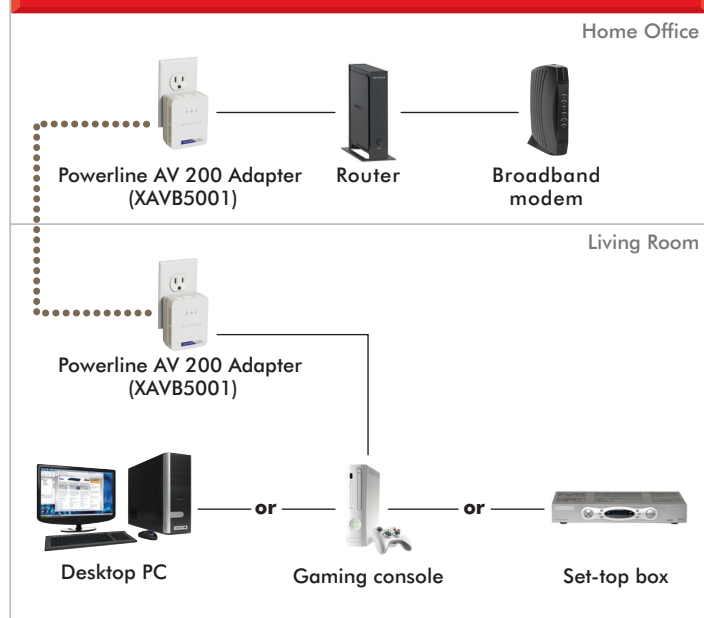 Home Office
Powerline AV 200 Adapter
(XAVB5001)
Router
Broadband
modem
Living Room
Powerline AV 200 Adapter
(XAVB5001)
or
or
Desktop PC
Gaming console
Set-top box